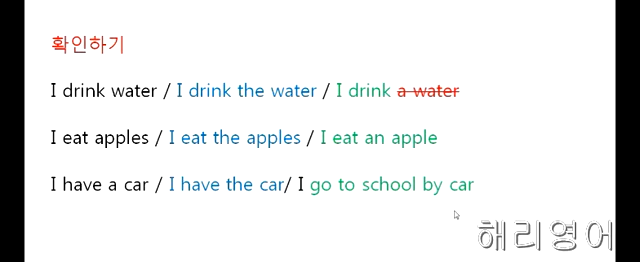 확인하기
I drink water / I drink the water / I drink a water
I eat apples / I eat the apples / I eat an apple
I have a car / I have the car/ I go to school by car
해리영어